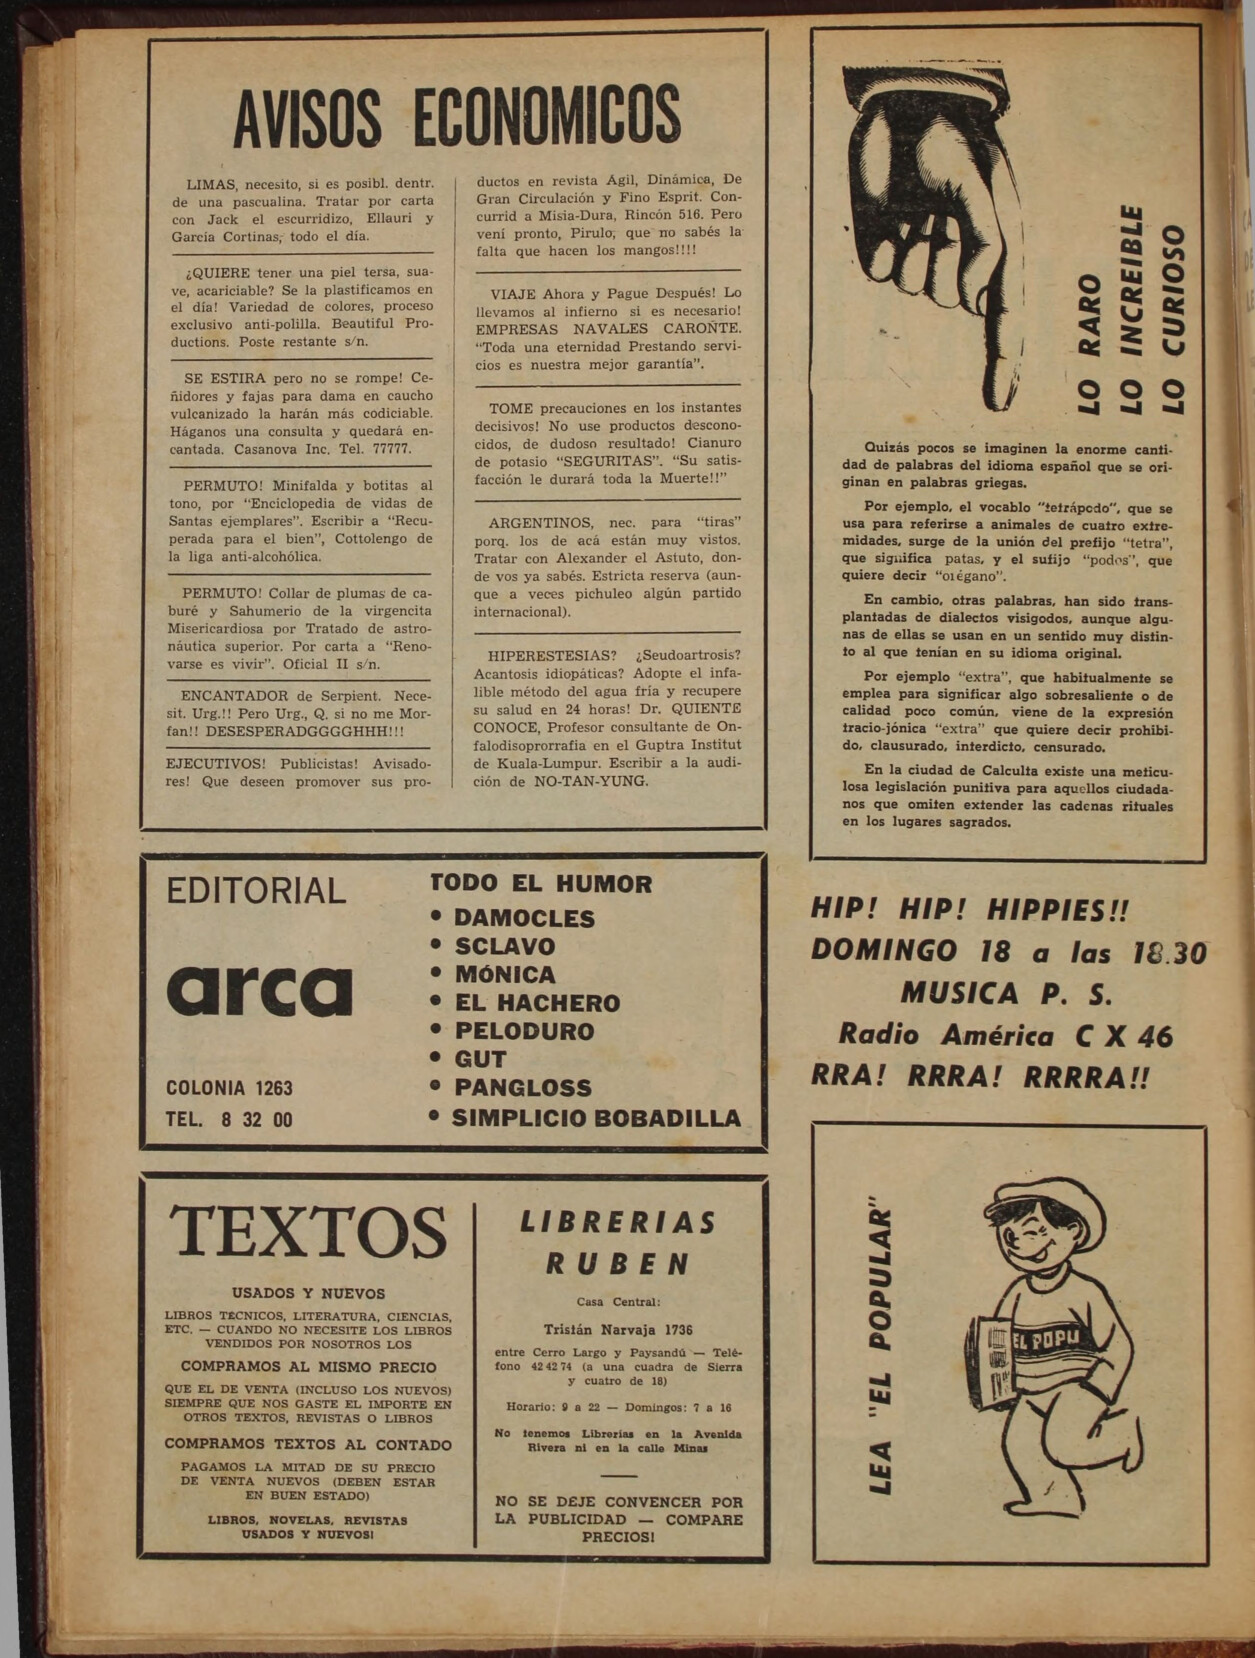 AVISOS ECONOMICOS
LIMAS, necesito, si es posibl. dentr.
de una pascualina. Tratar por carta
con Jack el escurridizo, Ellauri y
García Cortinas, todo el día.
¿QUIERE tener una piel tersa, sua-
ve, acariciable? Se la plastificamos en
el día! Variedad de colores, proceso
exclusivo anti-polilla. Beautiful Pro-
ductions. Poste restante s/n.
SE ESTIRA pero no se rompe! Ce-
ñidores y fajas para dama en caucho
vulcanizado la harán más codiciable.
Háganos una consulta y quedará en-
cantada. Casanova Inc. Tel. 77777.
PERMUTO! Minifalda y botitas al
tono, por "Enciclopedia de vidas de
Santas ejemplares". Escribir a "Recu-
perada para el bien", Cottolengo de
la liga anti-alcohólica.
PERMUTO! Collar de plumas de ca-
buré y Sahumerio de la virgencita
Misericardiosa por Tratado de astro-
náutica superior. Por carta a "Reno-
varse es vivir". Oficial II s/n.
ENCANTADOR de Serpient. Nece-
sit. Urg.!! Pero Urg., Q. si no me Mor-
fan!! DESESPERADGGGGHHH!!!
EJECUTIVOS! Publicistas! Avisado-
res! Que deseen promover sus pro-
ductos en revista Agil, Dinámica, De
Gran Circulación y Fino Esprit. Con-
currid a Misia-Dura, Rincón 516. Pero
vení pronto, Pirulo, que no sabés la
falta que hacen los mangos!!!!
VIAJE Ahora y Pague Después! Lo
llevamos al infierno si es necesario!
EMPRESAS NAVALES CARONTE.
"Toda una eternidad Prestando servi-
cios es nuestra mejor garantía".
TOME precauciones en los instantes
decisivos! No use productos descono-
cidos, de dudoso resultado! Cianuro
de potasio "SEGURITAS". "Su satis-
facción le durará toda la Muerte!!"
ARGENTINOS, nec. para "tiras"
porq. los de acá están muy vistos.
Tratar con Alexander el Astuto, don-
de vos ya sabés. Estricta reserva (aun-
que a veces pichuleo algún partido
internacional).
HIPERESTESIAS? ¿Seudoartrosis?
Acantosis idiopáticas? Adopte el infa-
lible método del agua fría y recupere
su salud en 24 horas! Dr. QUIENTE
CONOCE, Profesor consultante de On-
falodisoprorrafia en el Guptra Institut
de Kuala-Lumpur. Escribir a la audi-
ción de NO-TAN-YUNG.
LO RARO
LO INCREIBLE
LO CURIOSO
Quizás pocos se imaginen la enorme canti-
dad de palabras del idioma español que se ori-
ginan en palabras griegas.
Por ejemplo, el vocablo "tetrápodo", que se
usa para referirse a animales de cuatro extre-
midades, surge de la unión del prefijo "tetra",
que significa patas, y el sufijo "podos", que
quiere decir "orégano".
En cambio, otras palabras, han sido trans-
plantadas de dialectos visigodos, aunque algu-
nas de ellas se usan en un sentido muy distin-
to al que tenían en su idioma original.
Por ejemplo "extra", que habitualmente se
emplea para significar algo sobresaliente o de
calidad poco común, viene de la expresión
tracio-jónica "extra" que quiere decir prohibi-
do, clausurado, interdicto, censurado.
En la ciudad de Calculta existe una meticu-
losa legislación punitiva para aquellos ciudada-
nos que omiten extender las cadenas rituales
en los lugares sagrados.
EDITORIAL
arca
COLONIA 1263
TEL. 8 32 00
TODO EL HUMOR
• DAMOCLES
• SCLAVO
• MÓNICA
• EL HACHERO
• PELODURO
• GUT
• PANGLOSS
• SIMPLICIO BOBADILLA
HIP! HIP! HIPPIES!!
DOMINGO 18 a las 18.30
MUSICA P. S.
Radio América C X 46
RRA! RRRA! RRRRA!!
TEXTOS
USADOS Y NUEVOS
LIBROS TÉCNICOS, LITERATURA, CIENCIAS,
ETC. — CUANDO NO NECESITE LOS LIBROS
VENDIDOS POR NOSOTROS LOS
COMPRAMOS AL MISMO PRECIO
QUE EL DE VENTA (INCLUSO LOS NUEVOS)
SIEMPRE QUE NOS GASTE EL IMPORTE EN
OTROS TEXTOS, REVISTAS O LIBROS
COMPRAMOS TEXTOS AL CONTADO
PAGAMOS LA MITAD DE SU PRECIO
DE VENTA NUEVOS (DEBEN ESTAR
EN BUEN ESTADO)
LIBROS, NOVELAS, REVISTAS
USADOS Y NUEVOS!
LIBRERIAS
RUBEN
Casa Central:
Tristán Narvaja 1736
entre Cerro Largo y Paysandú — Telé-
fono 42 42 74 (a una cuadra de Sierra
y cuatro de 18)
Horario: 9 a 22 — Domingos: 7 a 16
No tenemos Librerías en la Avenida
Rivera ni en la calle Minas
NO SE DEJE CONVENCER POR
LA PUBLICIDAD — COMPARE
PRECIOS!
LEA "EL POPULAR"
EL POPU